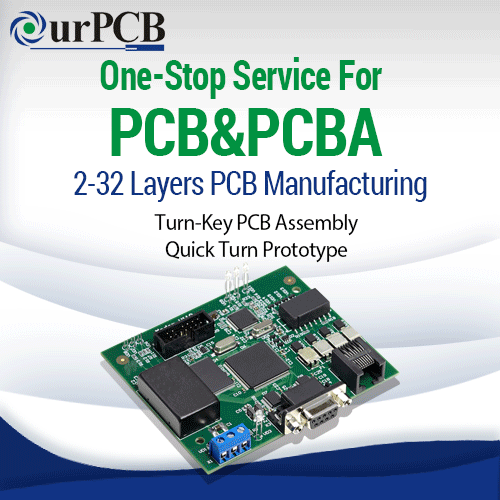 OurPCB
One-Stop Service For
PCB&PCBA
2-32 Layers PCB Manufacturing
Turn-Key PCB Assembly
Quick Turn Prototype